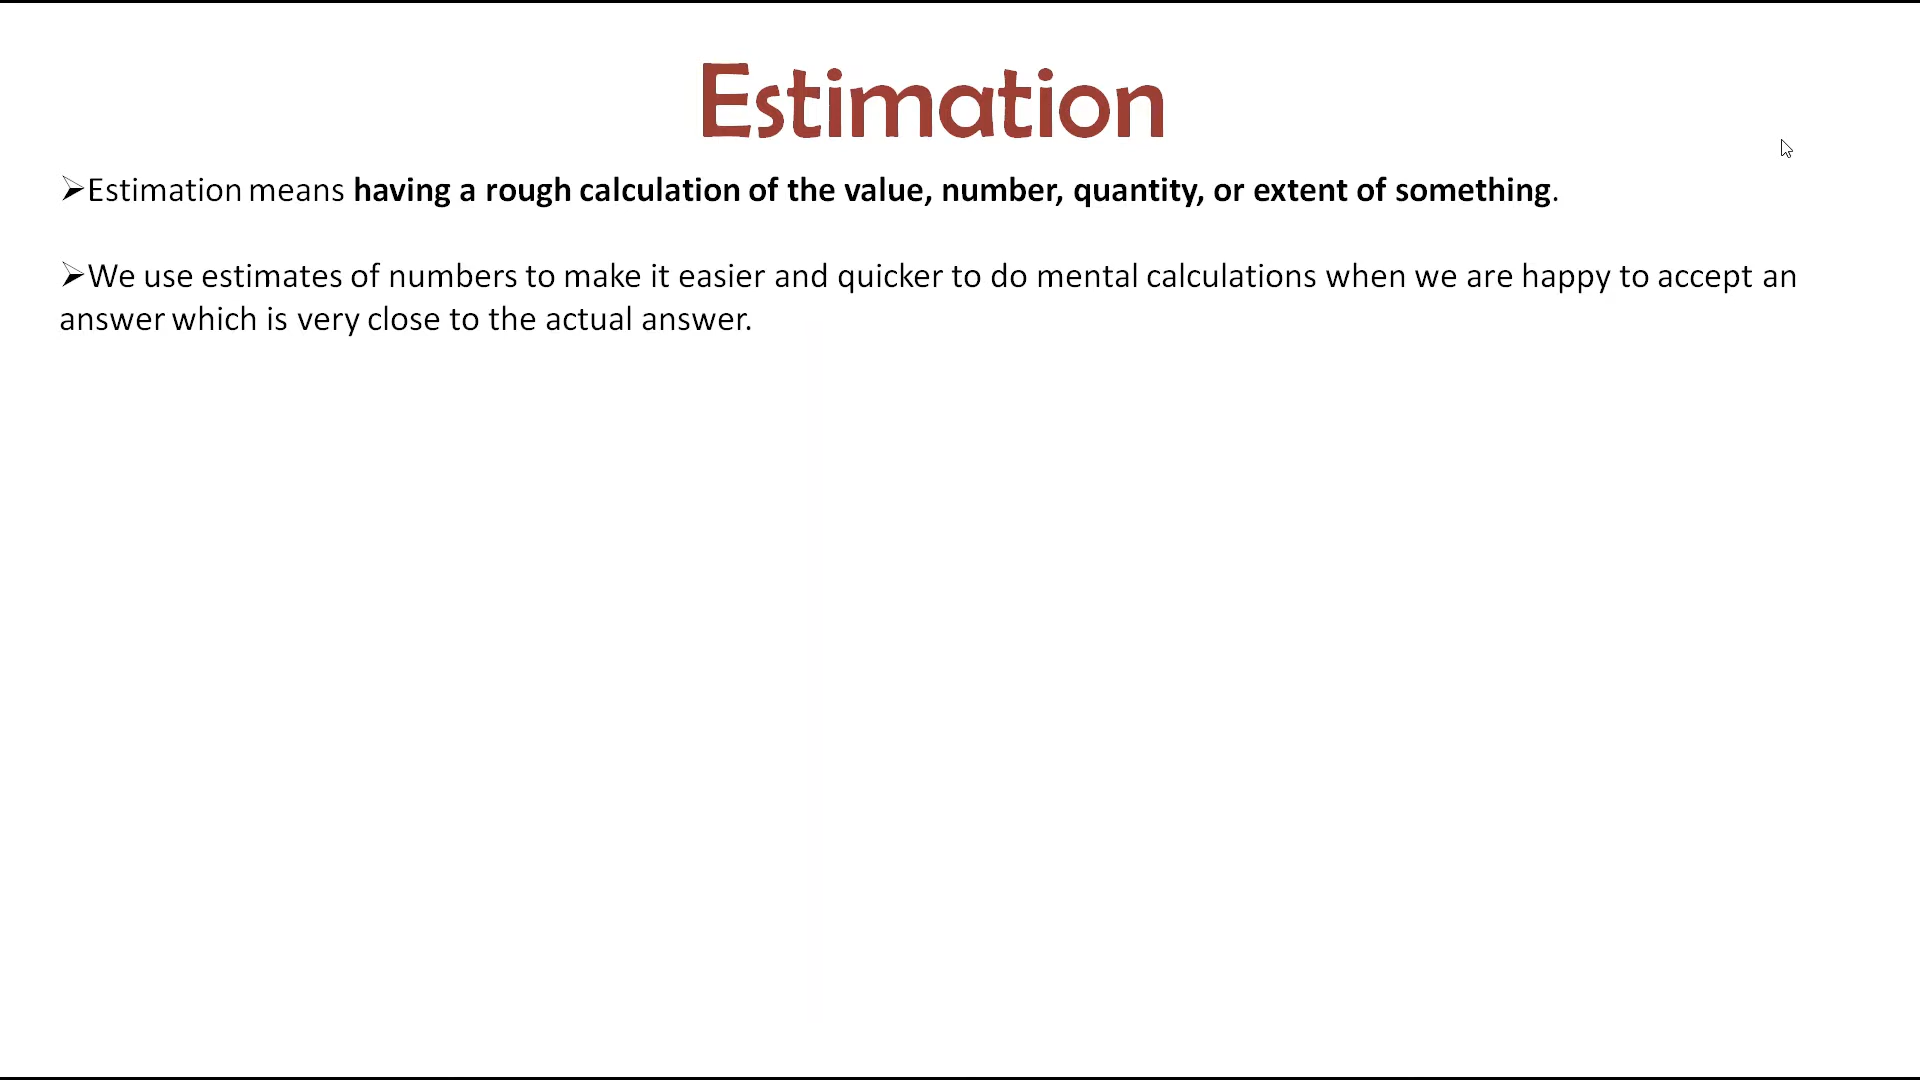 Estimation
➢Estimation means having a rough calculation of the value, number, quantity, or extent of something.
➢We use estimates of numbers to make it easier and quicker to do mental calculations when we are happy to accept an
answer which is very close to the actual answer.